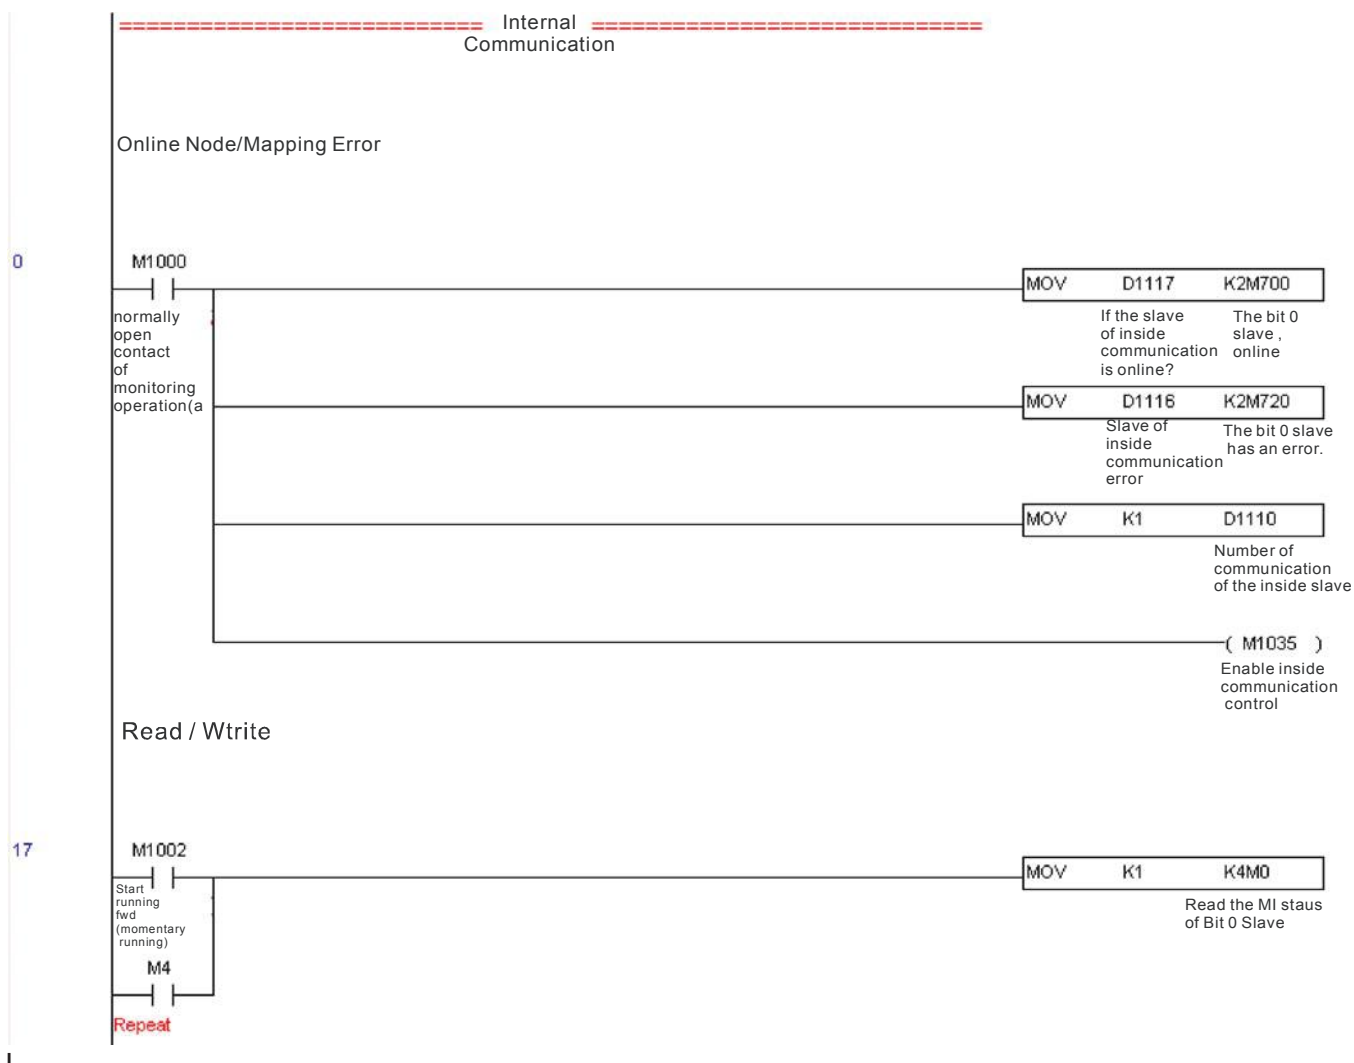 =========================== Internal =============================
Communication
Online Node/Mapping Error
0
M1000
MOV D1117 K2M700
normally
open
contact
of
monitoring
operation(a
If the slave
of inside
communication
is online?
The bit 0
slave ,
online
MOV D1116 K2M720
Slave of
inside
communication
error
The bit 0 slave
has an error.
MOV K1 D1110
Number of
communication
of the inside slave
( M1035 )
Enable inside
communication
control
Read / Wtrite
17
M1002
MOV K1 K4M0
Start
running
fwd
(momentary
running)
Read the MI staus
of Bit 0 Slave
M4
Repeat